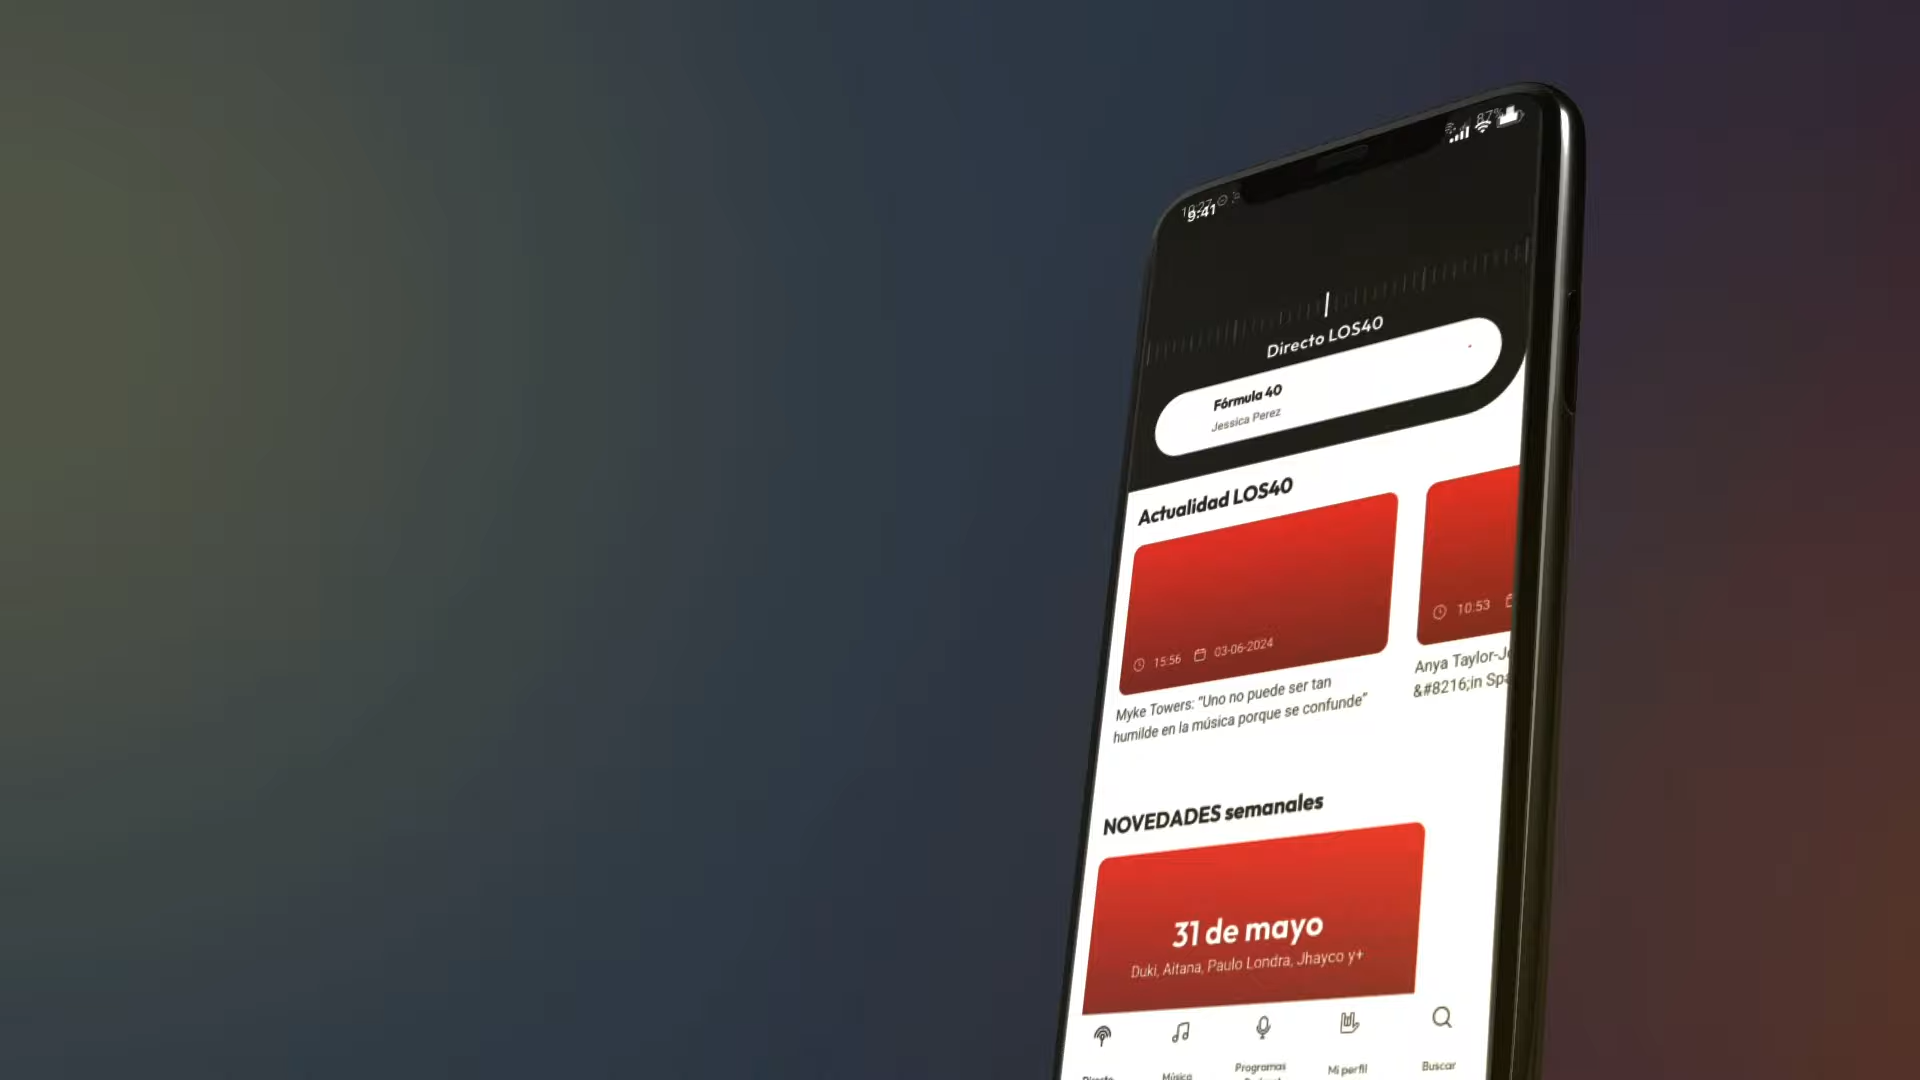 9:41
87%
Directo LOS40
Fórmula 40
Jessica Perez
Actualidad LOS40
15:56 03-06-2024
10:53
Myke Towers: “Uno no puede ser tan
humilde en la música porque se confunde”
Anya Taylor-J
&#8216;in Spa
NOVEDADES semanales
31 de mayo
Duki, Aitana, Paulo Londra, Jhayco y+
Directo
Música
Programas
Mi perfil
Buscar